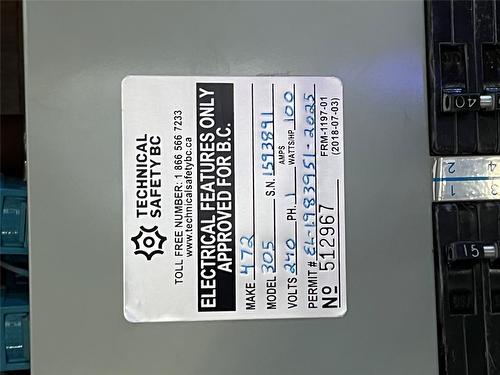 TECHNICAL
SAFETY BC
TOLL FREE NUMBER: 1 866 566 7233
www.technicalsafetybc.ca
ELECTRICAL FEATURES ONLY
APPROVED FOR B.C.
MAKE 472
MODEL 305 S.N. 1593891
VOLTS 240 PH. 1 AMPS WATTS/HP 100
PERMIT # EL-1983951-2025
Nº 512967 FRM-1197-01
(2018-07-03)
40
2 4
1 3
15